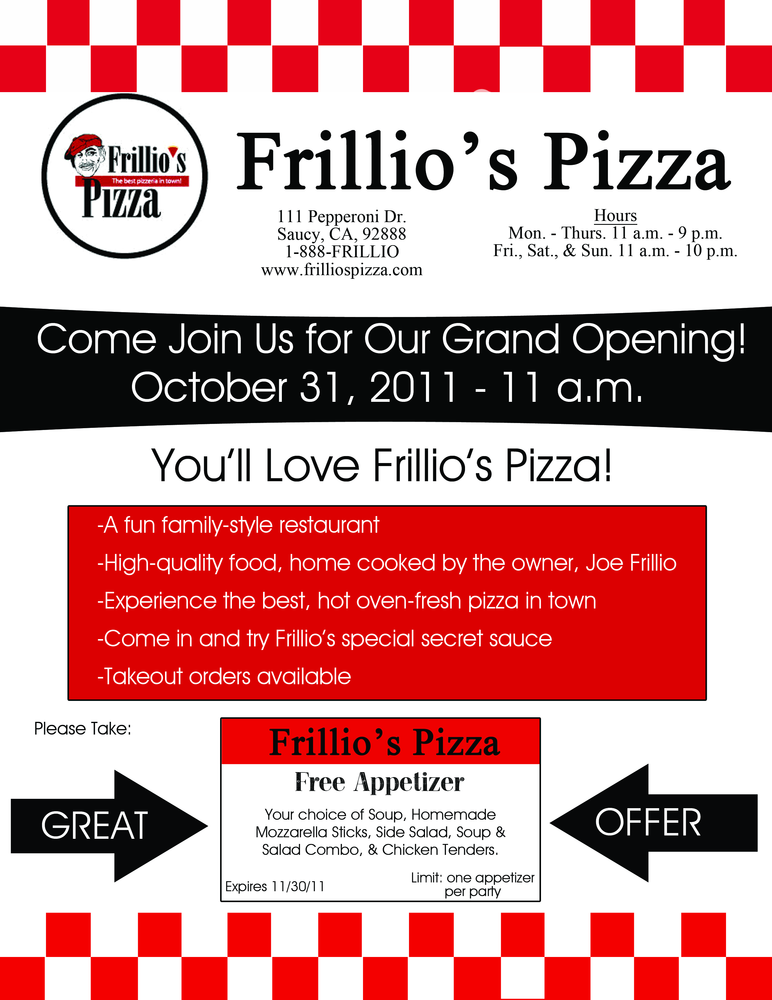 Frillio's
The best pizzeria in town!
Pizza
Frillio's Pizza
111 Pepperoni Dr.
Saucy, CA, 92888
1-888-FRILLIO
www.frilliospizza.com
Hours
Mon. - Thurs. 11 a.m. - 9 p.m.
Fri., Sat., & Sun. 11 a.m. - 10 p.m.
Come Join Us for Our Grand Opening!
October 31, 2011 - 11 a.m.
You‘ll Love Frillio‘s Pizza!
-A fun family-style restaurant
-High-quality food, home cooked by the owner, Joe Frillio
-Experience the best, hot oven-fresh pizza in town
-Come in and try Frillio‘s special secret sauce
-Takeout orders available
Please Take:
GREAT
Frillio’s Pizza
Free Appetizer
Your choice of Soup, Homemade
Mozzarella Sticks, Side Salad, Soup &
Salad Combo, & Chicken Tenders.
Expires 11/30/11
Limit: one appetizer
per party
OFFER